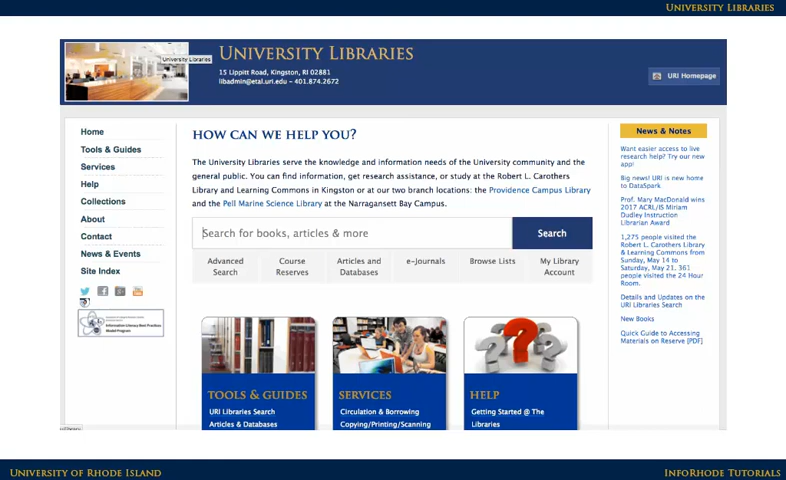 University Libraries
University Libraries
University Libraries
15 Lippitt Road, Kingston, RI 02881
libadmin@etal.uri.edu - 401.874.2672
URI Homepage
Home
Tools & Guides
Services
Help
Collections
About
Contact
News & Events
Site Index
Information Literacy Best Practices
Model Program
How can we help you?
The University Libraries serve the knowledge and information needs of the University community and the
general public. You can find information, get research assistance, or study at the Robert L. Carothers
Library and Learning Commons in Kingston or at our two branch locations: the Providence Campus Library
and the Pell Marine Science Library at the Narragansett Bay Campus.
Search for books, articles & more
Search
Advanced
Search
Course
Reserves
Articles and
Databases
e-Journals
Browse Lists
My Library
Account
Tools & Guides
URI Libraries Search
Articles & Databases
Services
Circulation & Borrowing
Copying/Printing/Scanning
Help
Getting Started @ The
Libraries
News & Notes
Want easier access to live
research help? Try our new
app!
Big news! URI is new home
to DataSpark
Prof. Mary MacDonald wins
2017 ACRL/IS Miriam
Dudley Instruction
Librarian Award
1,275 people visited the
Robert L. Carothers Library
& Learning Commons from
Sunday, May 14 to
Saturday, May 21. 361
people visited the 24 Hour
Room.
Details and Updates on the
URI Libraries Search
New Books
Quick Guide to Accessing
Materials on Reserve [PDF]
University of Rhode Island
InfoRhode Tutorials